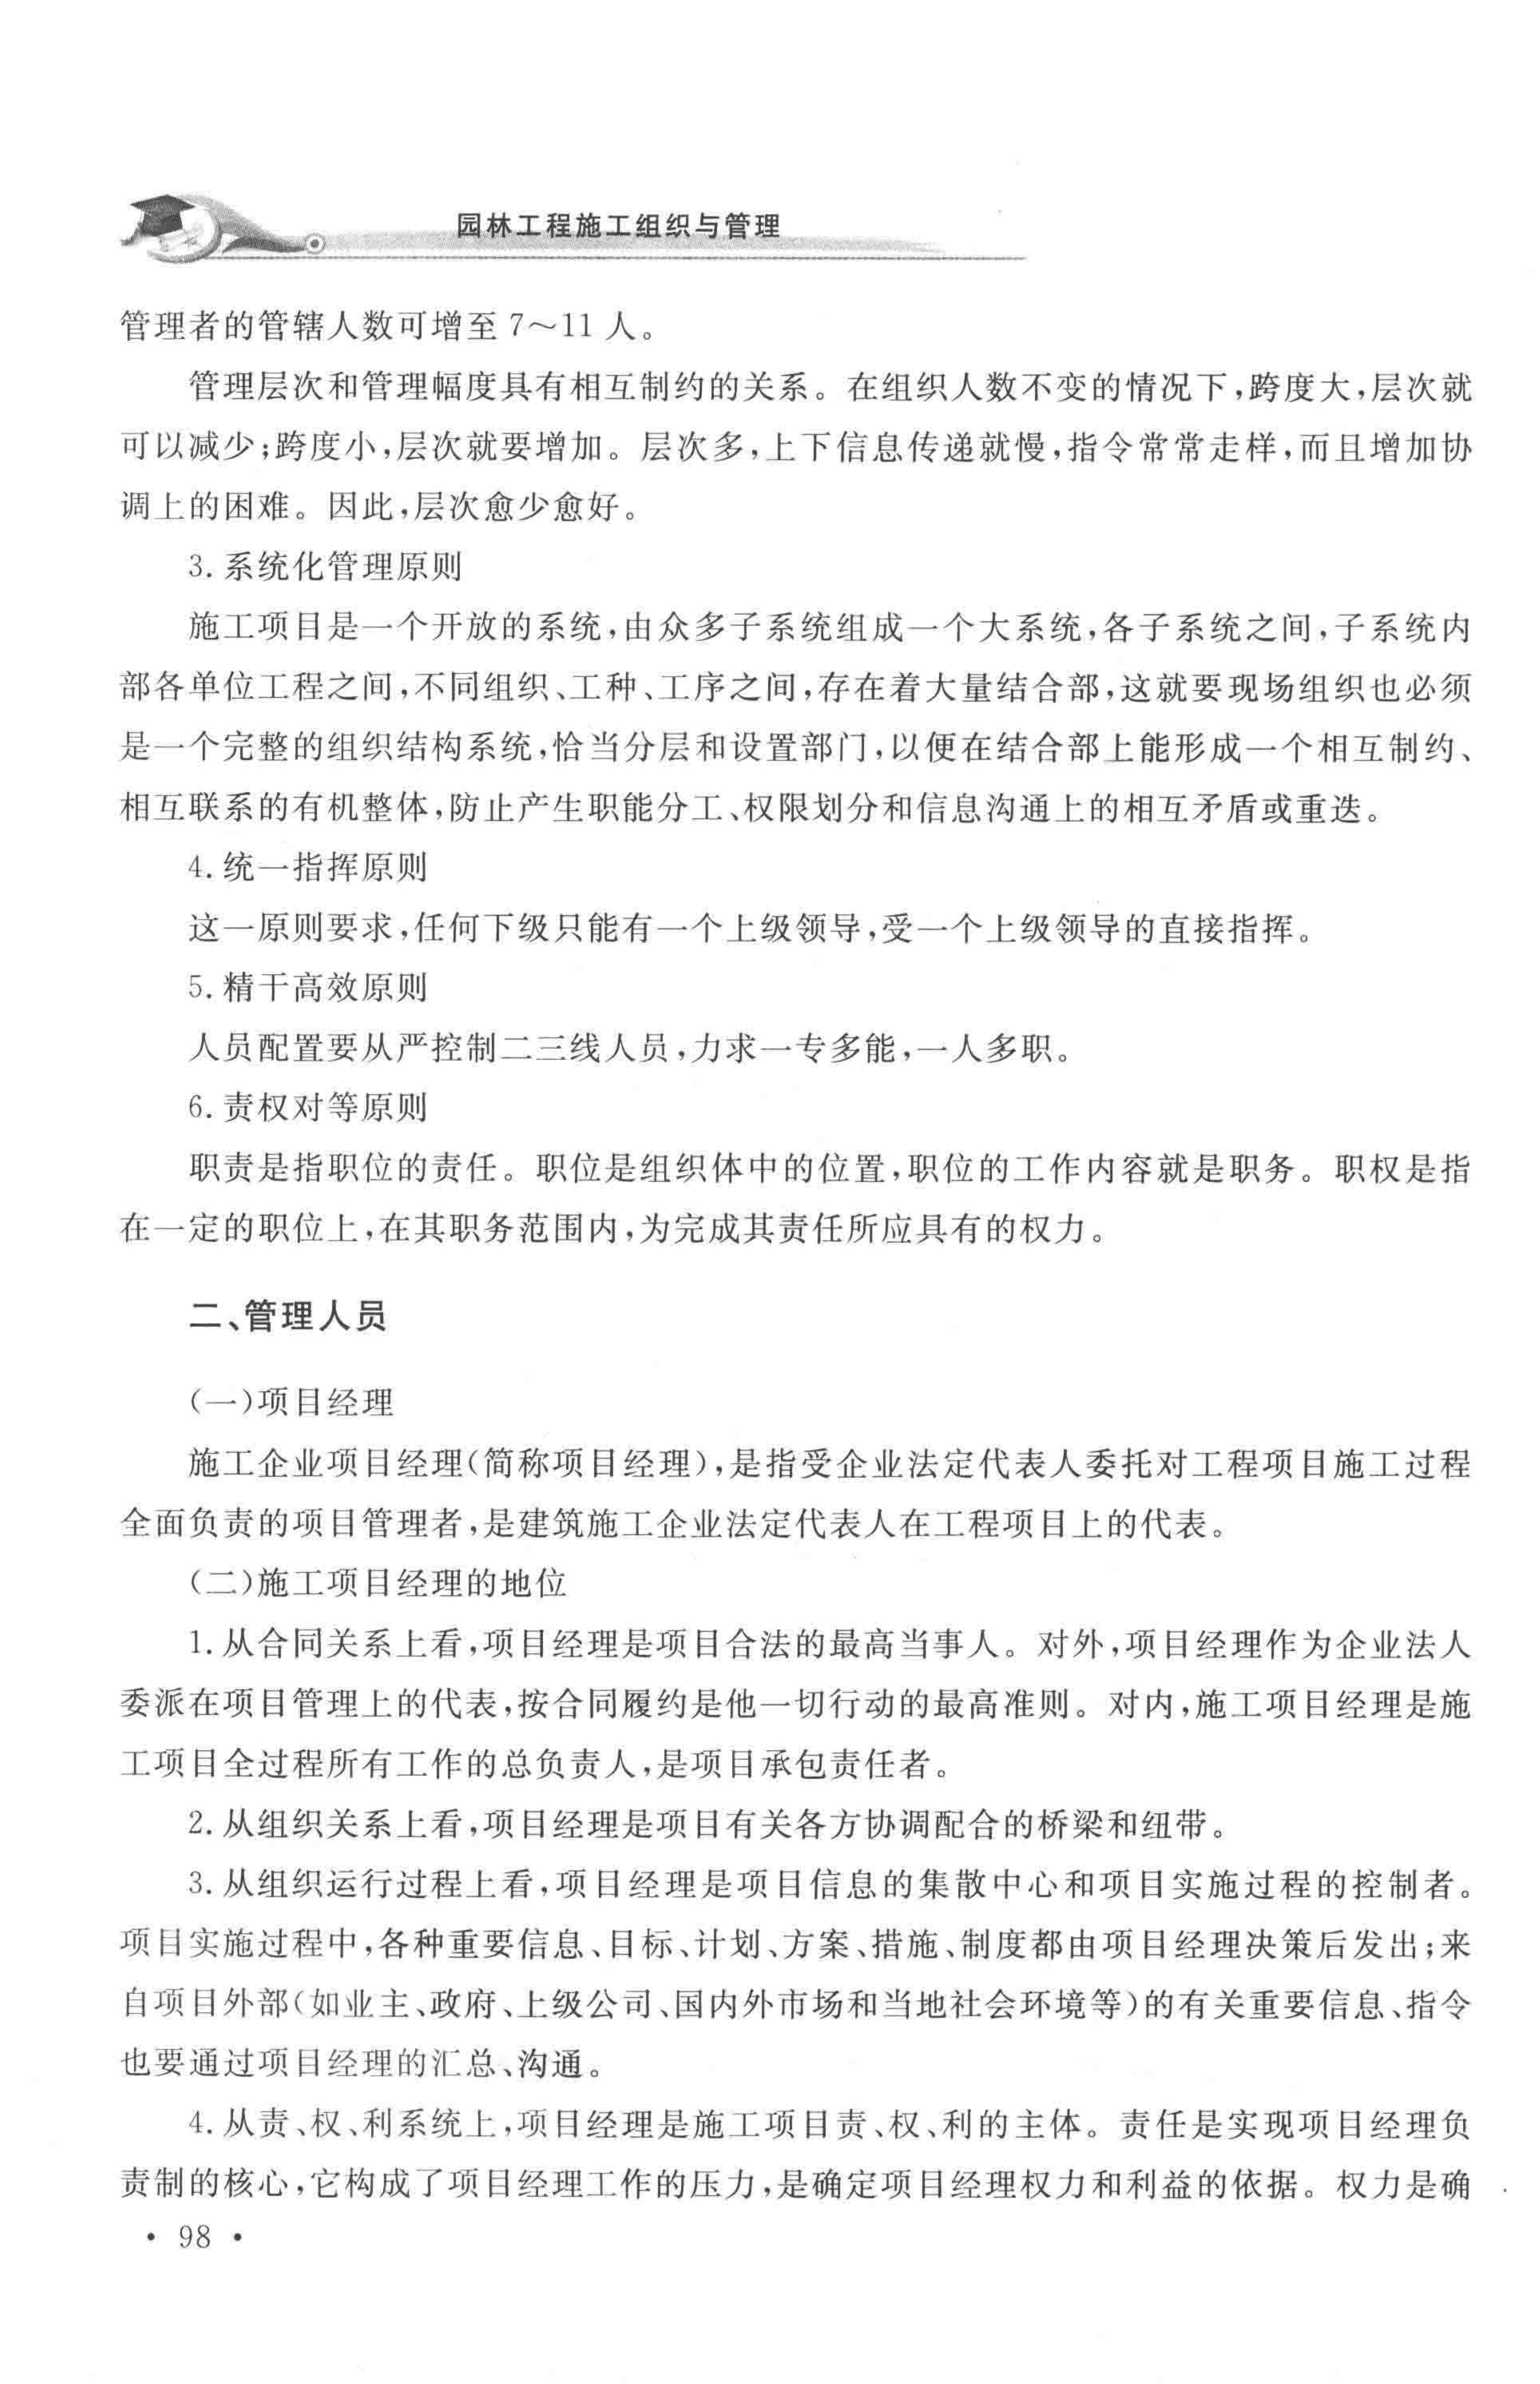 园林工程施工组织与管理
管理者的管辖人数可增至 7～11 人。
管理层次和管理幅度具有相互制约的关系。在组织人数不变的情况下,跨度大,层次就
可以减少;跨度小,层次就要增加。层次多,上下信息传递就慢,指令常常走样,而且增加协
调上的困难。因此,层次愈少愈好。
3. 系统化管理原则
施工项目是一个开放的系统,由众多子系统组成一个大系统,各子系统之间,子系统内
部各单位工程之间,不同组织、工种、工序之间,存在着大量结合部,这就要现场组织也必须
是一个完整的组织结构系统,恰当分层和设置部门,以便在结合部上能形成一个相互制约、
相互联系的有机整体,防止产生职能分工、权限划分和信息沟通上的相互矛盾或重迭。
4. 统一指挥原则
这一原则要求,任何下级只能有一个上级领导,受一个上级领导的直接指挥。
5. 精干高效原则
人员配置要从严控制二三线人员,力求一专多能,一人多职。
6. 责权对等原则
职责是指职位的责任。职位是组织体中的位置,职位的工作内容就是职务。职权是指
在一定的职位上,在其职务范围内,为完成其责任所应具有的权力。
二、管理人员
(一)项目经理
施工企业项目经理(简称项目经理),是指受企业法定代表人委托对工程项目施工过程
全面负责的项目管理者,是建筑施工企业法定代表人在工程项目上的代表。
(二)施工项目经理的地位
1. 从合同关系上看,项目经理是项目合法的最高当事人。对外,项目经理作为企业法人
委派在项目管理上的代表,按合同履约是他一切行动的最高准则。对内,施工项目经理是施
工项目全过程所有工作的总负责人,是项目承包责任者。
2. 从组织关系上看,项目经理是项目有关各方协调配合的桥梁和纽带。
3. 从组织运行过程上看,项目经理是项目信息的集散中心和项目实施过程的控制者。
项目实施过程中,各种重要信息、目标、计划、方案、措施、制度都由项目经理决策后发出;来
自项目外部(如业主、政府、上级公司、国内外市场和当地社会环境等)的有关重要信息、指令
也要通过项目经理的汇总、沟通。
4. 从责、权、利系统上,项目经理是施工项目责、权、利的主体。责任是实现项目经理负
责制的核心,它构成了项目经理工作的压力,是确定项目经理权力和利益的依据。权力是确
• 98 •